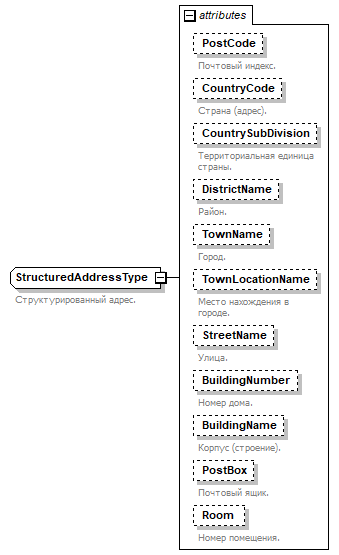 attributes
PostCode
Почтовый индекс.
CountryCode
Страна (адрес).
CountrySubDivision
Территориальная единица
страны.
DistrictName
Район.
TownName
Город.
TownLocationName
Место нахождения в
городе.
StructuredAddressType
Структурированный адрес.
StreetName
Улица.
BuildingNumber
Номер дома.
BuildingName
Корпус (строение).
PostBox
Почтовый ящик.
Room
Номер помещения.